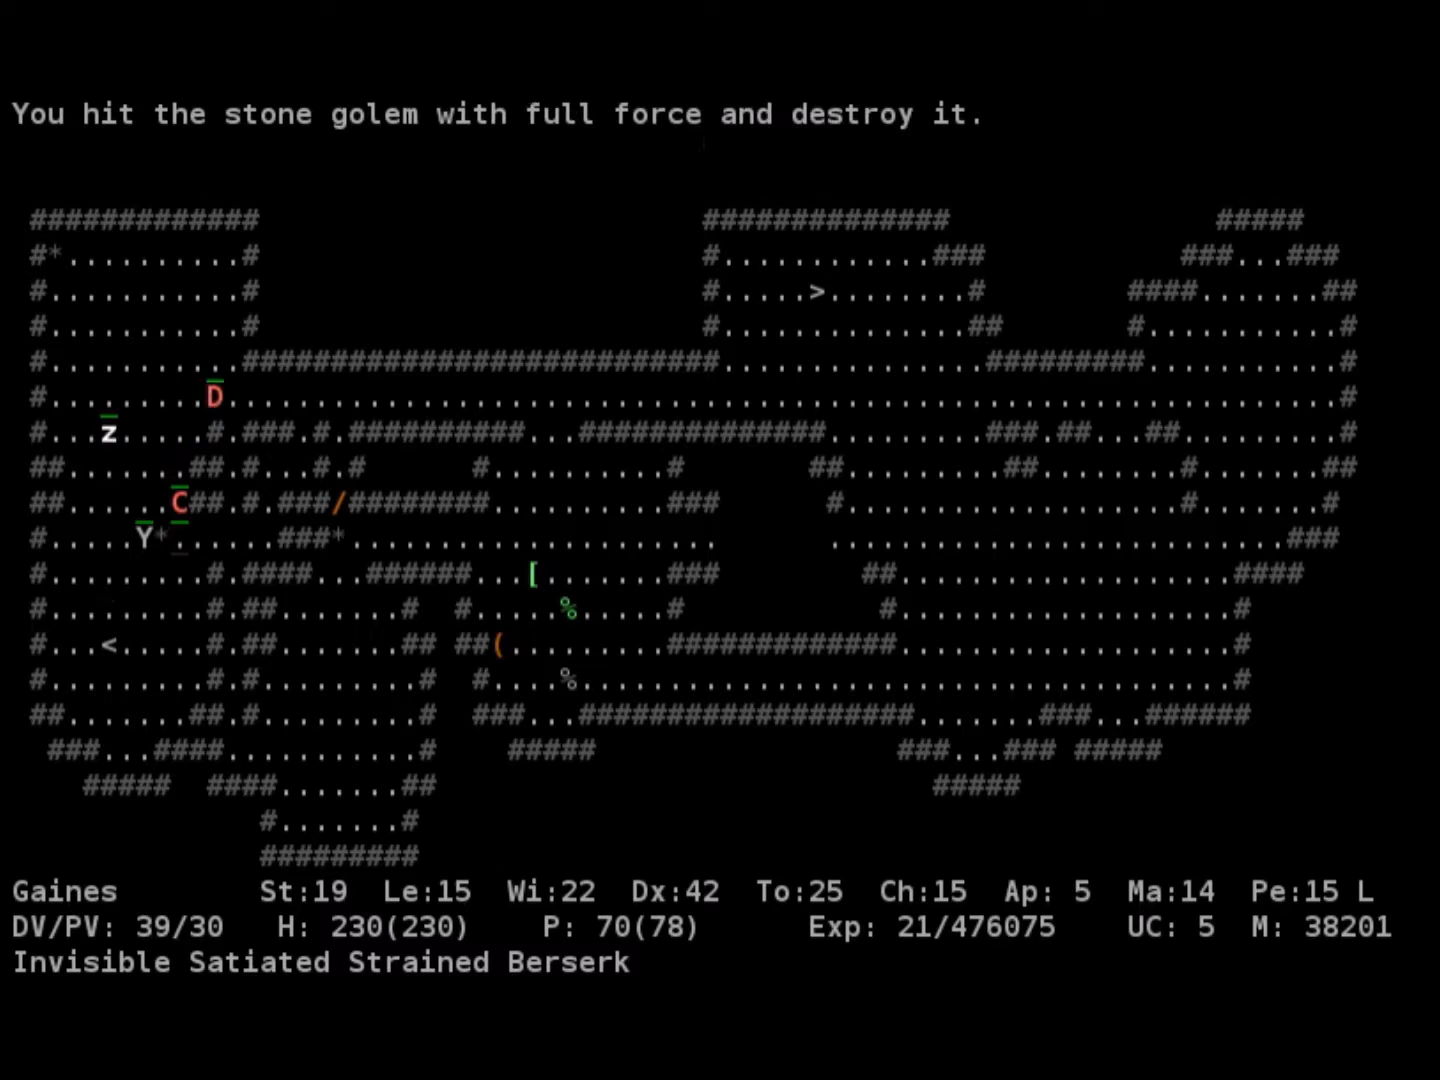 You hit the stone golem with full force and destroy it.
#############                         ##############               #####
#*..........#                         #............###           ###...###
#...........#                         #.....>........#        ####.......##
#...........#                         #..............##       #...........#
#...........###########################...............#########...........#
#.........D...............................................................#
#...z.....#.###.#.##########...##############.........###.##...##.........#
##.......##.#...#.#      #..........#       ##.........##........#.......##
##......C##.#.###/########..........###      #...................#.......#
#.....Y*_.....###*.....................      ..........................###
#.........#.####...######...[.......###        ##...................####
#.........#.##.......#  #.....%.....#           #...................#
#...<.....#.##.......## ##(.........#############...................#
#.........#.#.........#  #....%.....................................#
##.......##.#.........#  ###...###################.......###...######
 ###...####...........#    #####                 ###...### #####
   #####  ####.......##                            #####
             #.......#
             #########
Gaines        St:19  Le:15  Wi:22  Dx:42  To:25  Ch:15  Ap: 5  Ma:14  Pe:15 L
DV/PV: 39/30   H: 230(230)    P: 70(78)     Exp: 21/476075    UC: 5  M: 38201
Invisible Satiated Strained Berserk